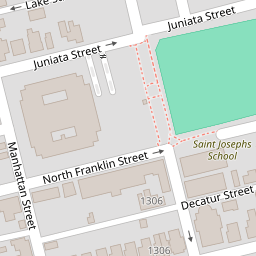 Lake S
Juniata Street
Juniata Street
Saint Josephs
School
North Franklin Street
Manhattan Street
Decatur Street
1306
1306